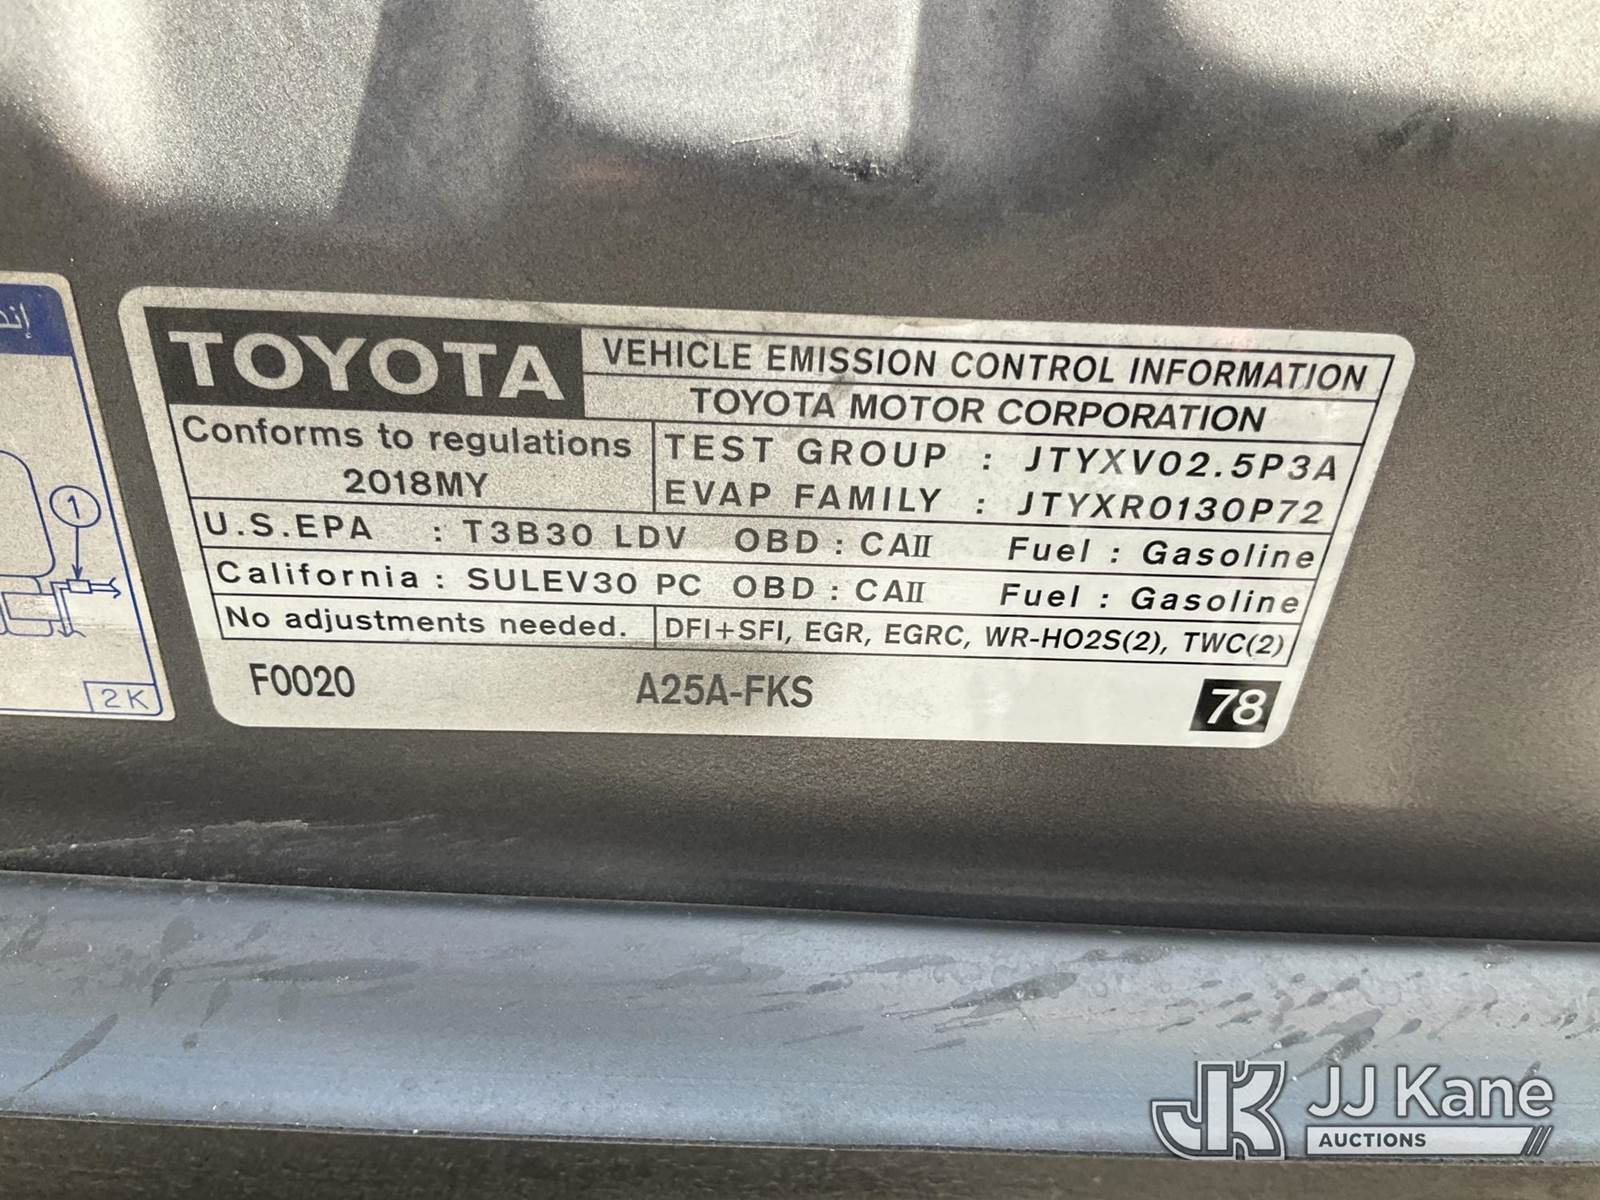 إند
1
2K
TOYOTA
VEHICLE EMISSION CONTROL INFORMATION
TOYOTA MOTOR CORPORATION
Conforms to regulations
2018MY
TEST GROUP : JTYXV02.5P3A
EVAP FAMILY : JTYXR0130P72
U.S.EPA : T3B30 LDV OBD : CAII Fuel : Gasoline
California : SULEV30 PC OBD : CAII Fuel : Gasoline
No adjustments needed. DFI+SFI, EGR, EGRC, WR-HO2S(2), TWC(2)
F0020 A25A-FKS 78
JK JJ Kane
AUCTIONS